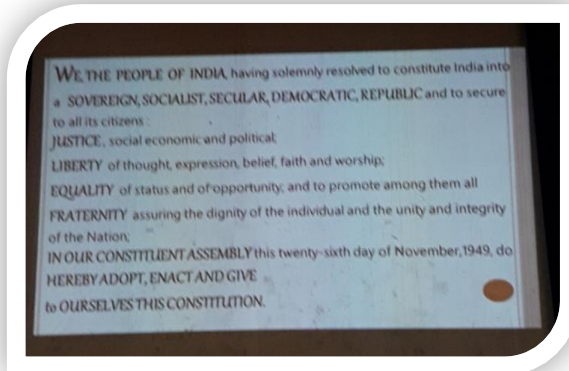 WE, THE PEOPLE OF INDIA, having solemnly resolved to constitute India into
a SOVEREIGN, SOCIALIST, SECULAR, DEMOCRATIC, REPUBLIC and to secure
to all its citizens :
JUSTICE , social economic and political;
LIBERTY of thought, expression, belief, faith and worship;
EQUALITY of status and of opportunity; and to promote among them all
FRATERNITY assuring the dignity of the individual and the unity and integrity
of the Nation;
IN OUR CONSTITUENT ASSEMBLY this twenty-sixth day of November,1949, do
HEREBY ADOPT, ENACT AND GIVE
to OURSELVES THIS CONSTITUTION.